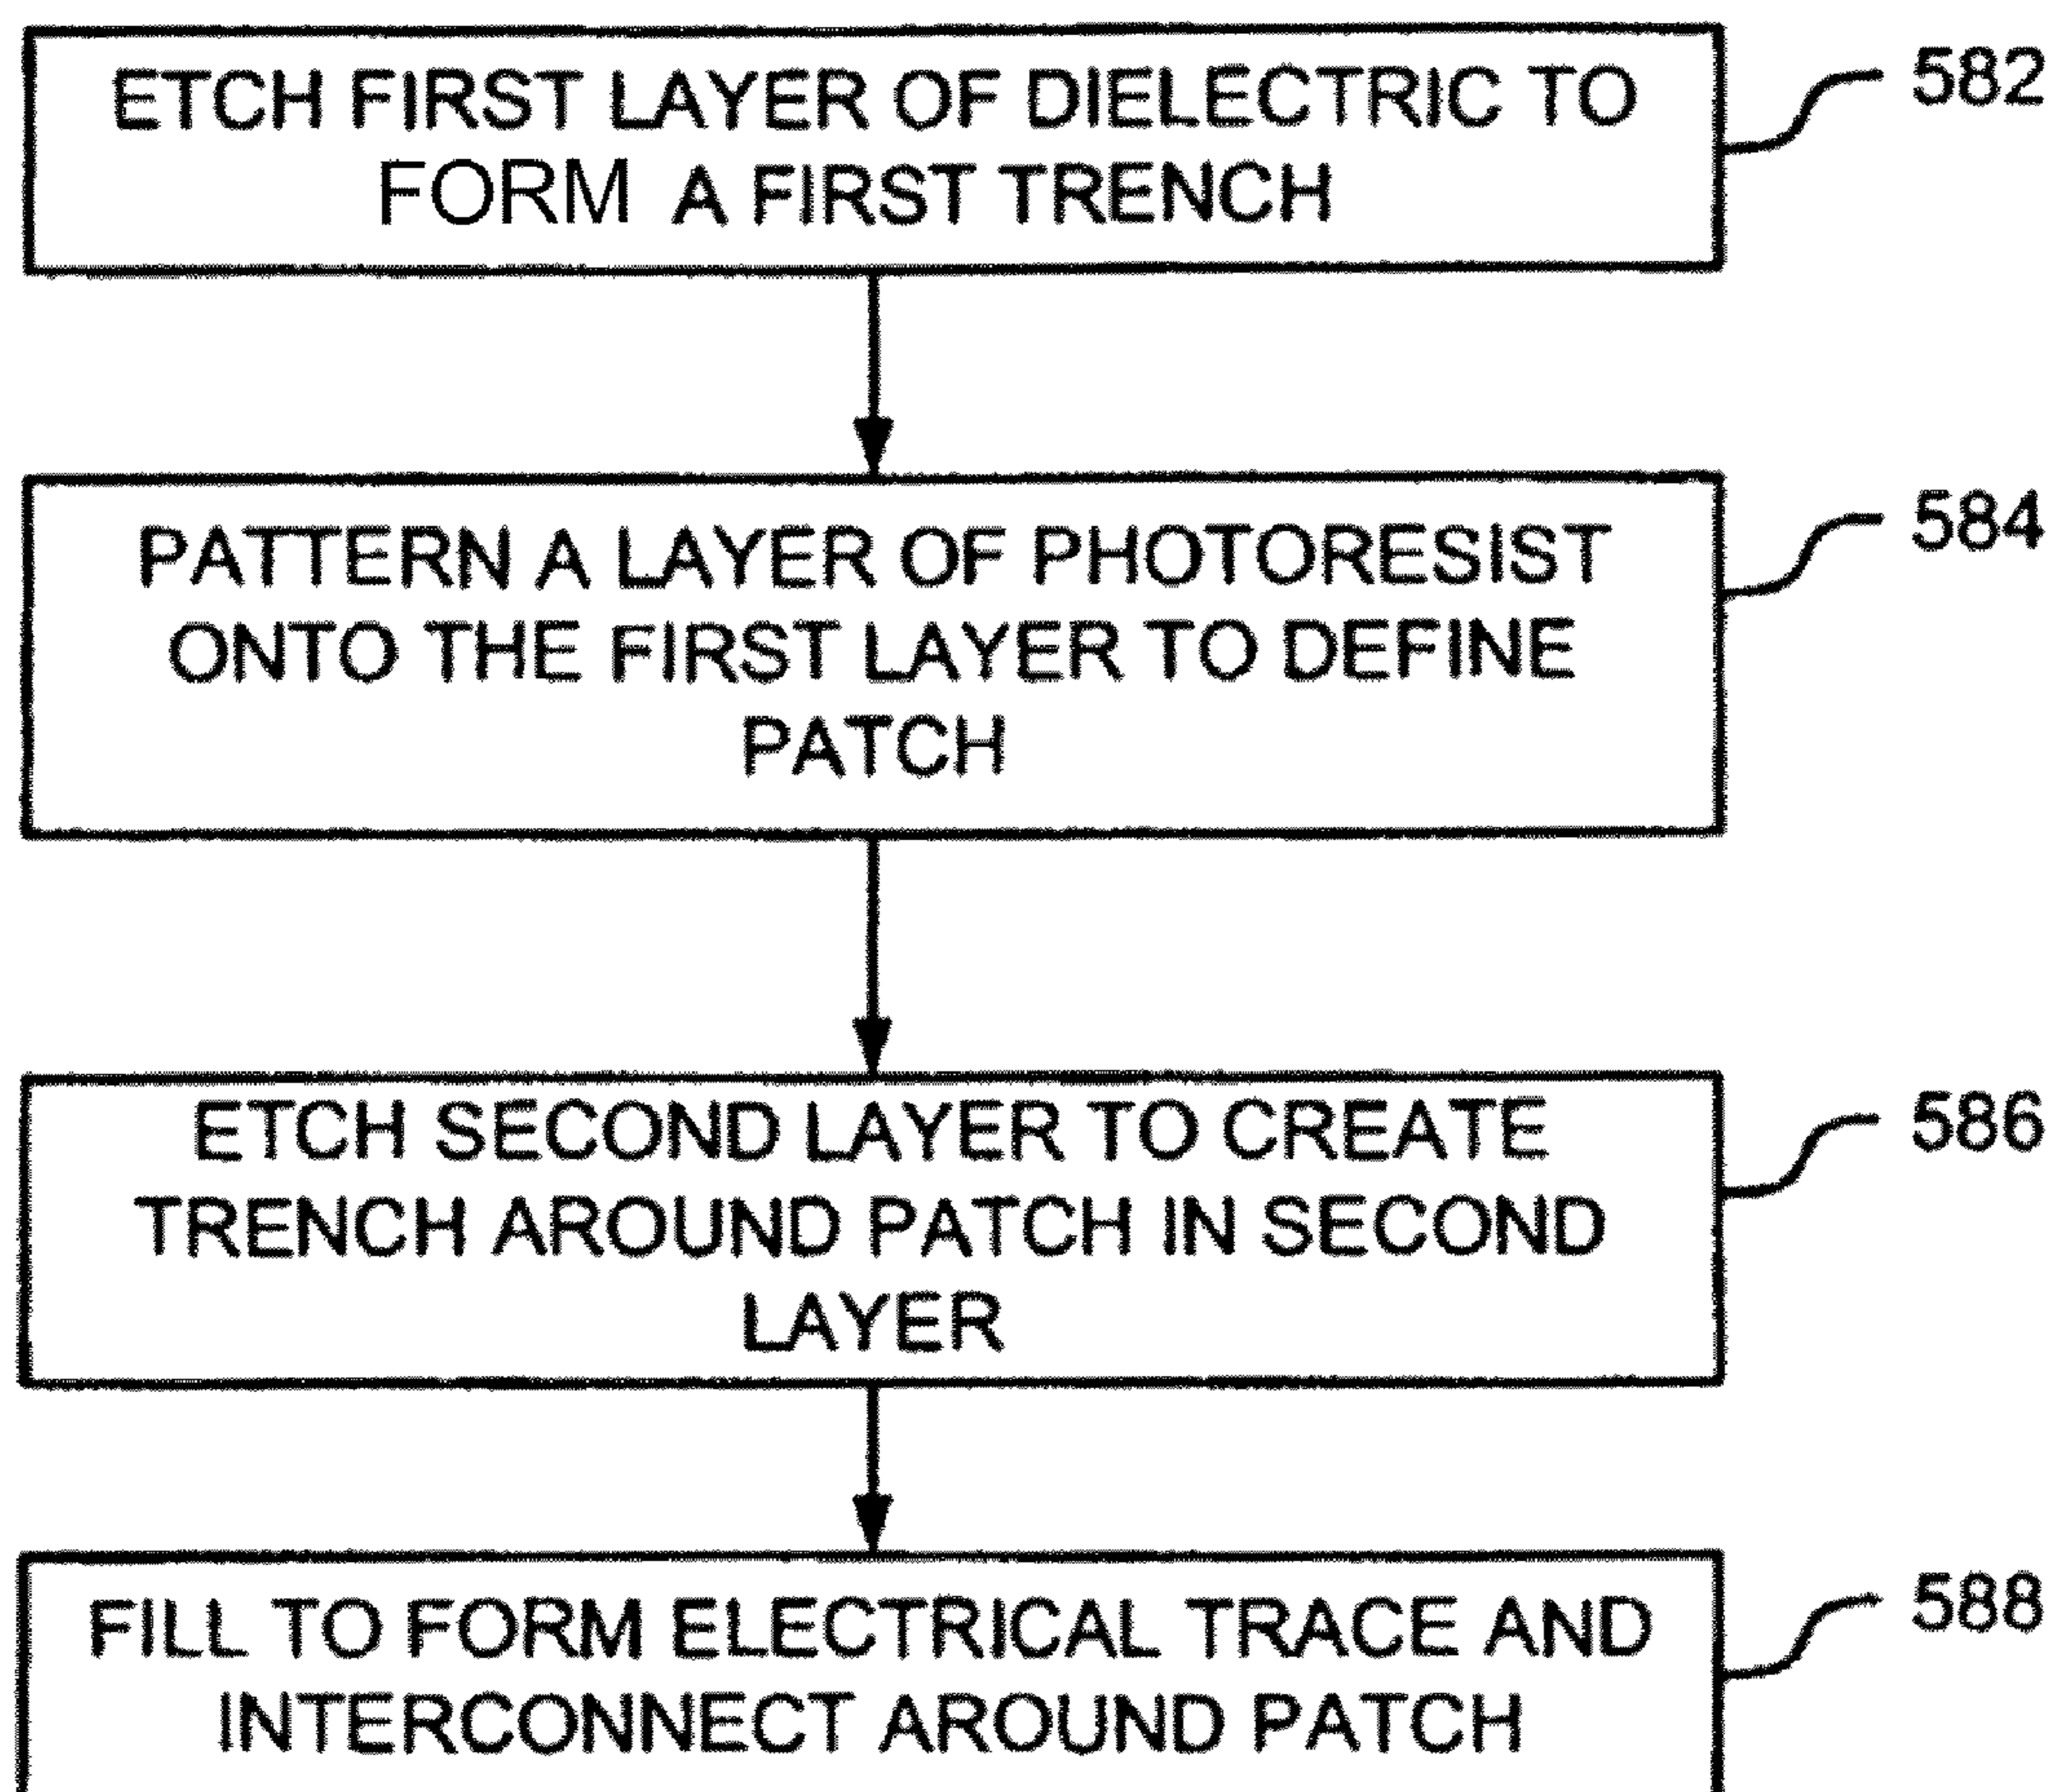 ETCH FIRST LAYER OF DIELECTRIC TO
FORM A FIRST TRENCH
582
PATTERN A LAYER OF PHOTORESIST
ONTO THE FIRST LAYER TO DEFINE
PATCH
584
ETCH SECOND LAYER TO CREATE
TRENCH AROUND PATCH IN SECOND
LAYER
586
FILL TO FORM ELECTRICAL TRACE AND
INTERCONNECT AROUND PATCH
588